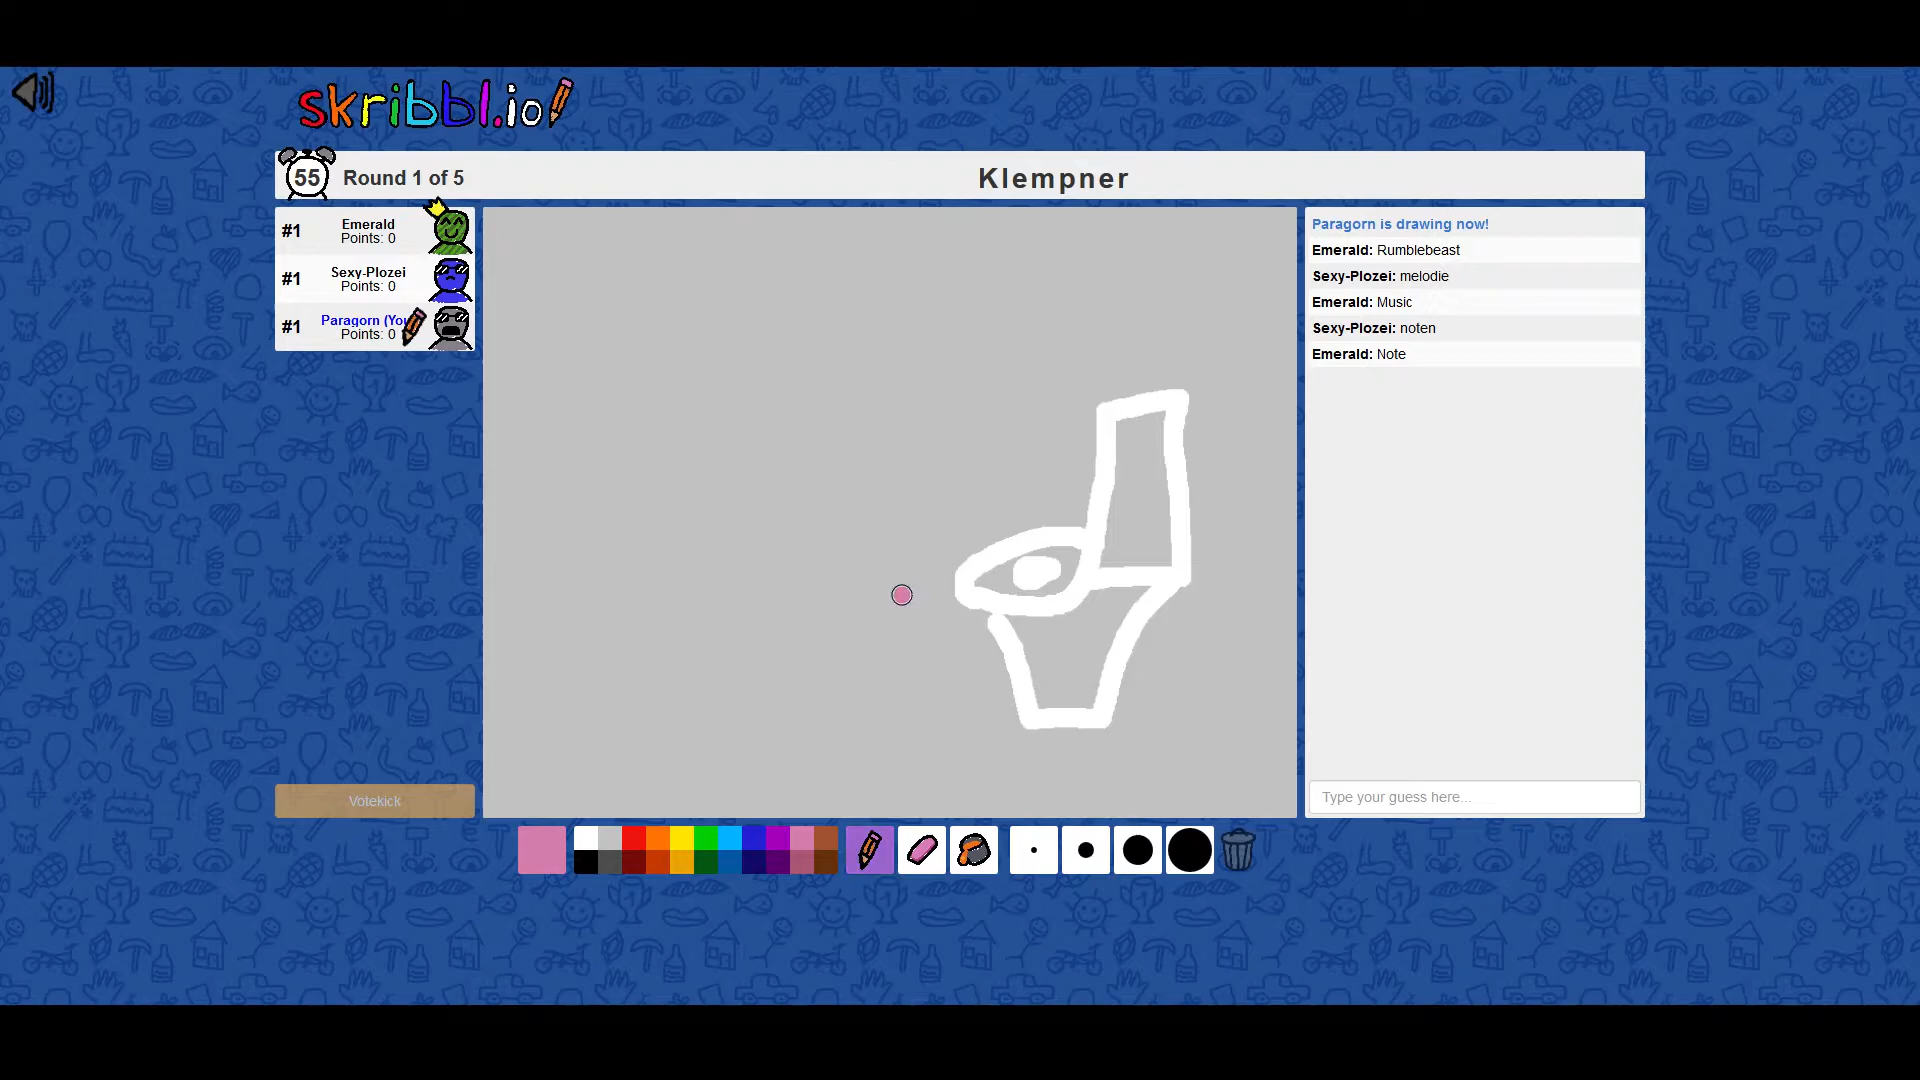 skribbl.io
55
Round 1 of 5
Klempner
#1
Emerald
Points: 0
#1
Sexy-Plozei
Points: 0
#1
Paragorn (You
Points: 0
Votekick
Paragorn is drawing now!
Emerald: Rumblebeast
Sexy-Plozei: melodie
Emerald: Music
Sexy-Plozei: noten
Emerald: Note
Type your guess here...